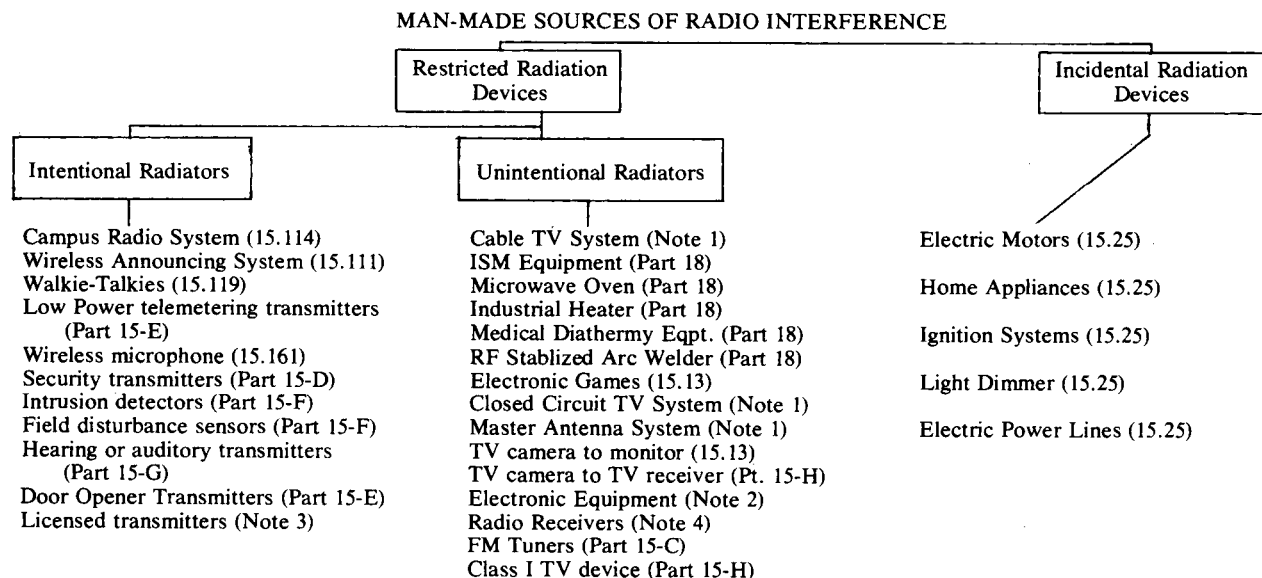 MAN-MADE SOURCES OF RADIO INTERFERENCE
Restricted Radiation
Devices
Incidental Radiation
Devices
Intentional Radiators
Unintentional Radiators
Campus Radio System (15.114)
Wireless Announcing System (15.111)
Walkie-Talkies (15.119)
Low Power telemetering transmitters
(Part 15-E)
Wireless microphone (15.161)
Security transmitters (Part 15-D)
Intrusion detectors (Part 15-F)
Field disturbance sensors (Part 15-F)
Hearing or auditory transmitters
(Part 15-G)
Door Opener Transmitters (Part 15-E)
Licensed transmitters (Note 3)
Cable TV System (Note 1)
ISM Equipment (Part 18)
Microwave Oven (Part 18)
Industrial Heater (Part 18)
Medical Diathermy Eqpt. (Part 18)
RF Stablized Arc Welder (Part 18)
Electronic Games (15.13)
Closed Circuit TV System (Note 1)
Master Antenna System (Note 1)
TV camera to monitor (15.13)
TV camera to TV receiver (Pt. 15-H)
Electronic Equipment (Note 2)
Radio Receivers (Note 4)
FM Tuners (Part 15-C)
Class I TV device (Part 15-H)
Electric Motors (15.25)
Home Appliances (15.25)
Ignition Systems (15.25)
Light Dimmer (15.25)
Electric Power Lines (15.25)